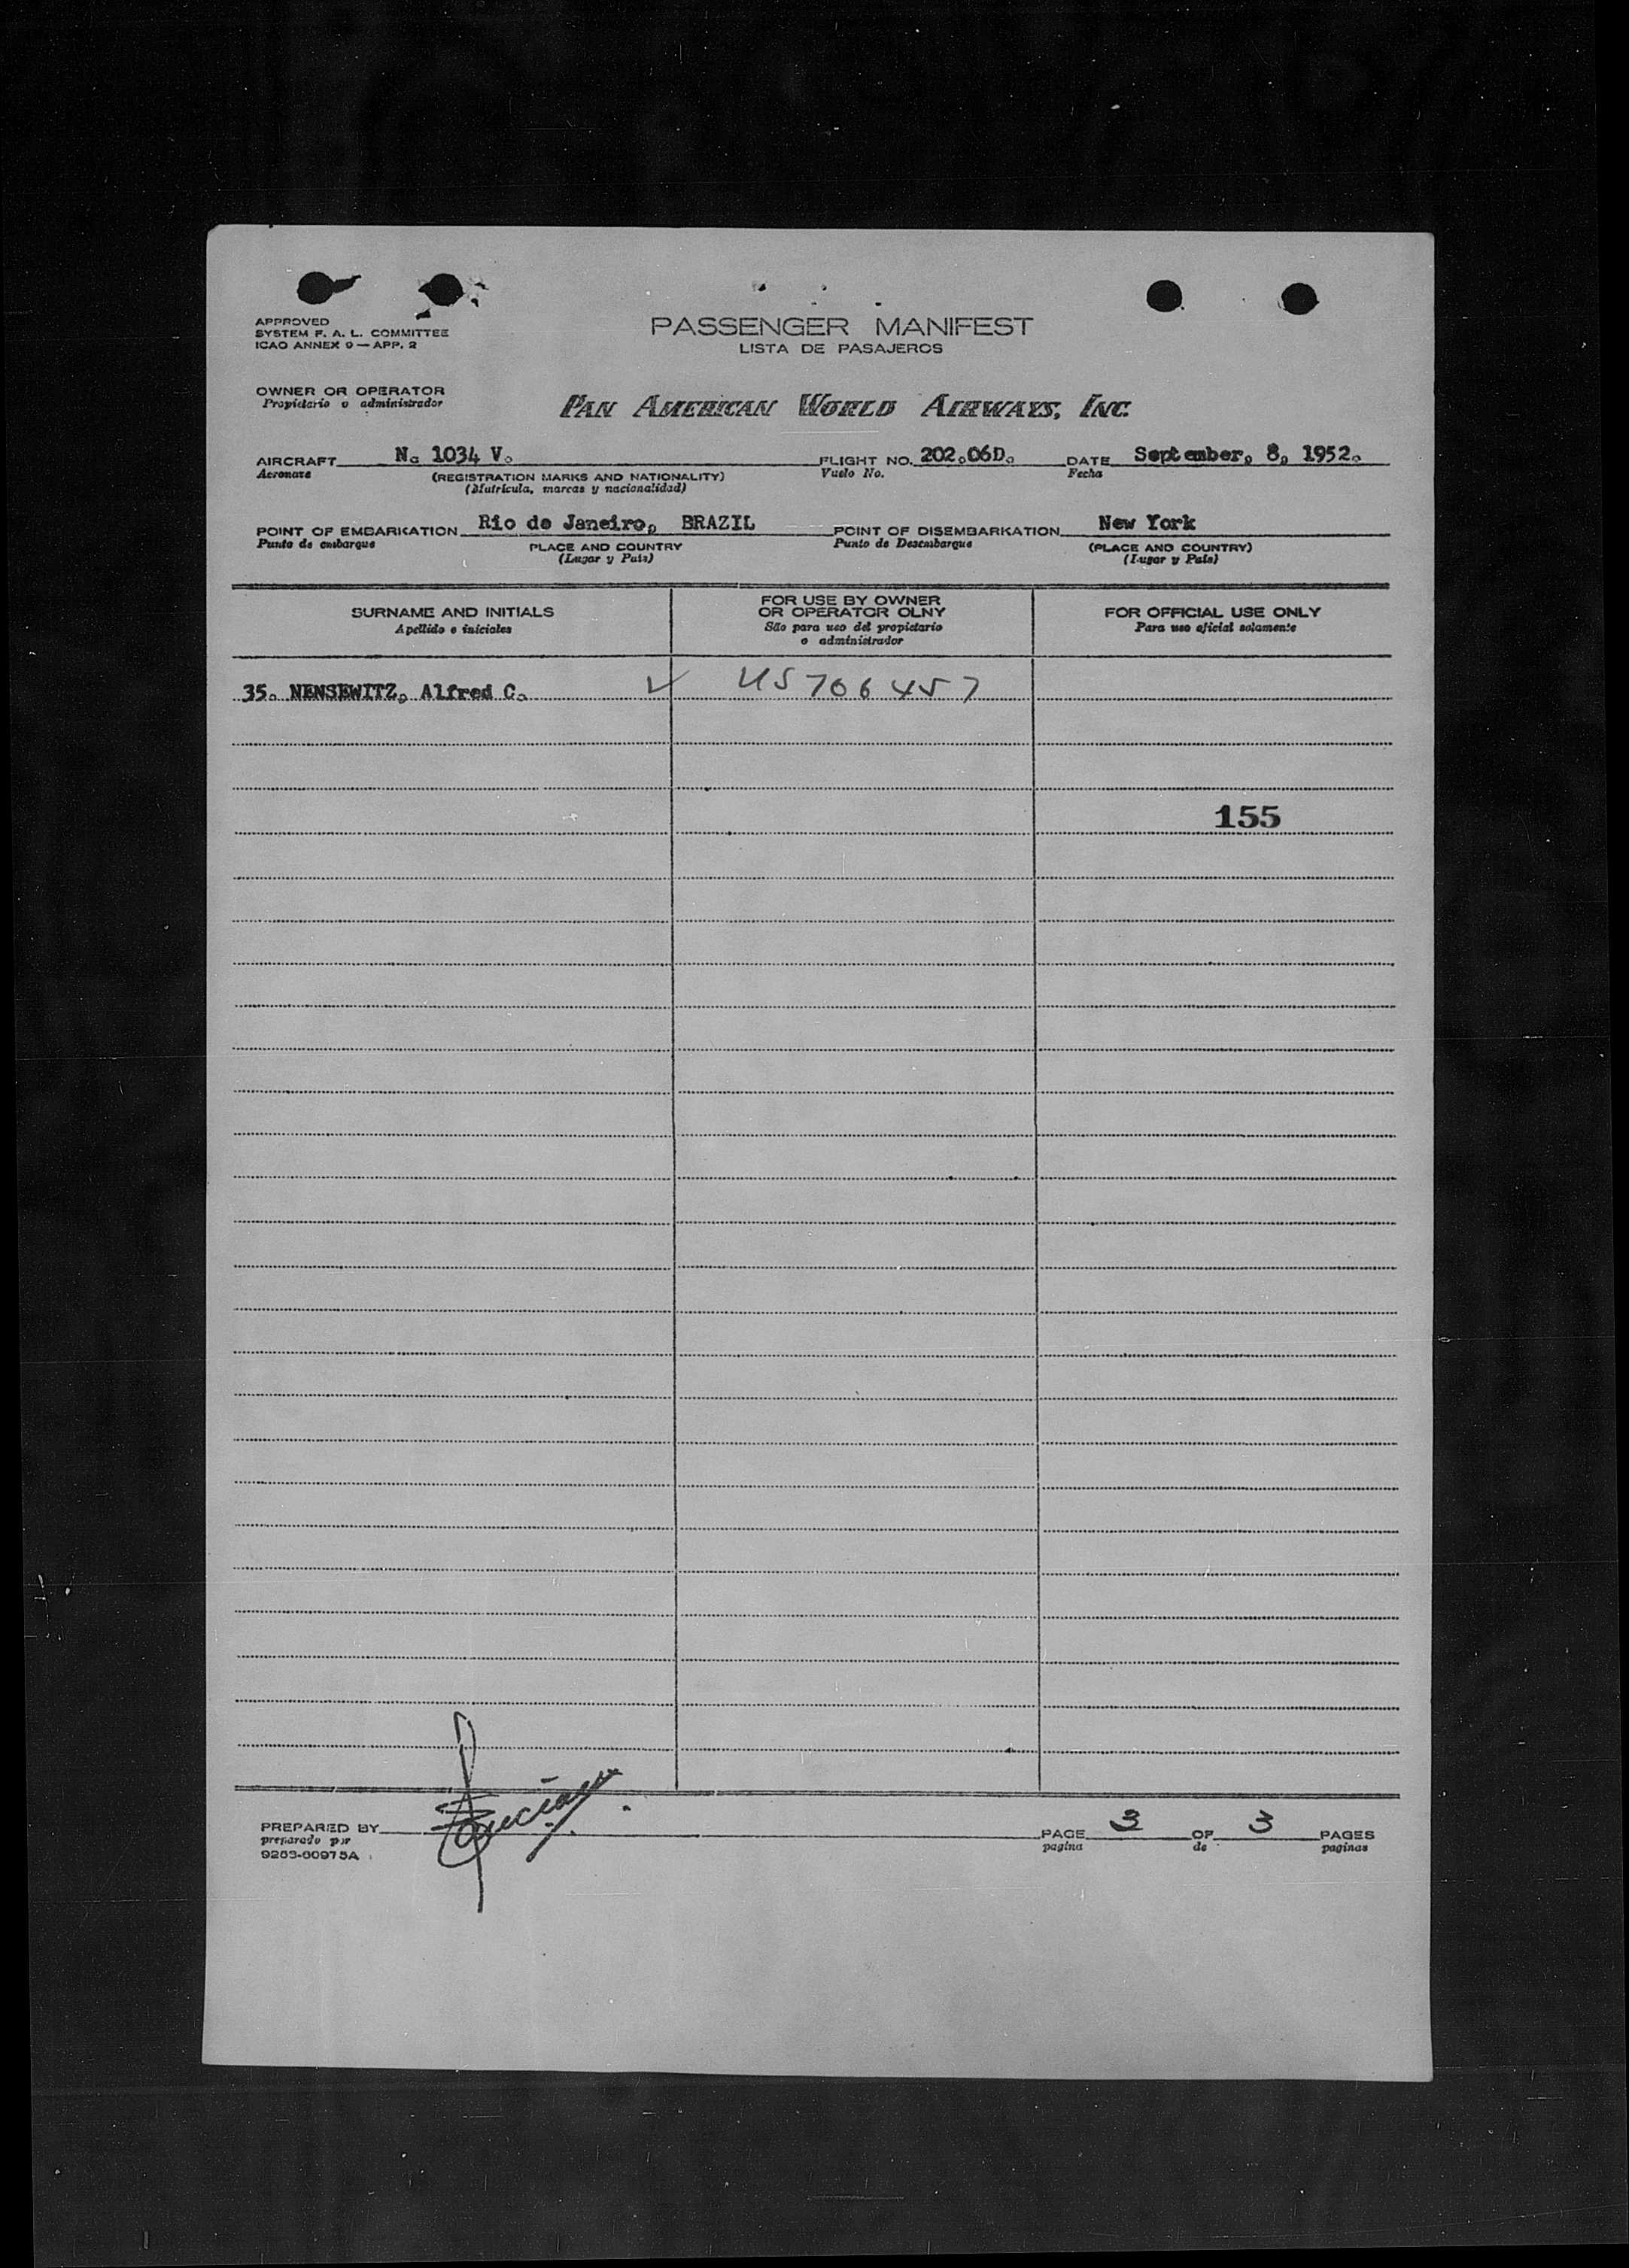 APPROVED
SYSTEM F. A. L. COMMITTEE
ICAO ANNEX 9 — APP. 2
PASSENGER MANIFEST
LISTA DE PASAJEROS
OWNER OR OPERATOR
Propietario o administrador
PAN AMERICAN WORLD AIRWAYS, INC.
AIRCRAFT N. 1034 V. FLIGHT NO. 202.06D. DATE September, 8, 1952.
Aeronave (REGISTRATION MARKS AND NATIONALITY) Vuelo No. Fecha
(Matrícula, marcas y nacionalidad)
POINT OF EMBARKATION Rio de Janeiro, BRAZIL POINT OF DISEMBARKATION New York
Punto de embarque PLACE AND COUNTRY Punto de Desembarque (PLACE AND COUNTRY)
(Lugar y País) (Lugar y País)
SURNAME AND INITIALS
Apellido e iniciales
FOR USE BY OWNER
OR OPERATOR OLNY
São para uso del propietario
o administrador
FOR OFFICIAL USE ONLY
Para uso oficial solamente
35. NENSEWITZ, Alfred C. US 706457
155
PREPARED BY PAGE 3 OF 3 PAGES
preparado por pagina de paginas
9263-60975A